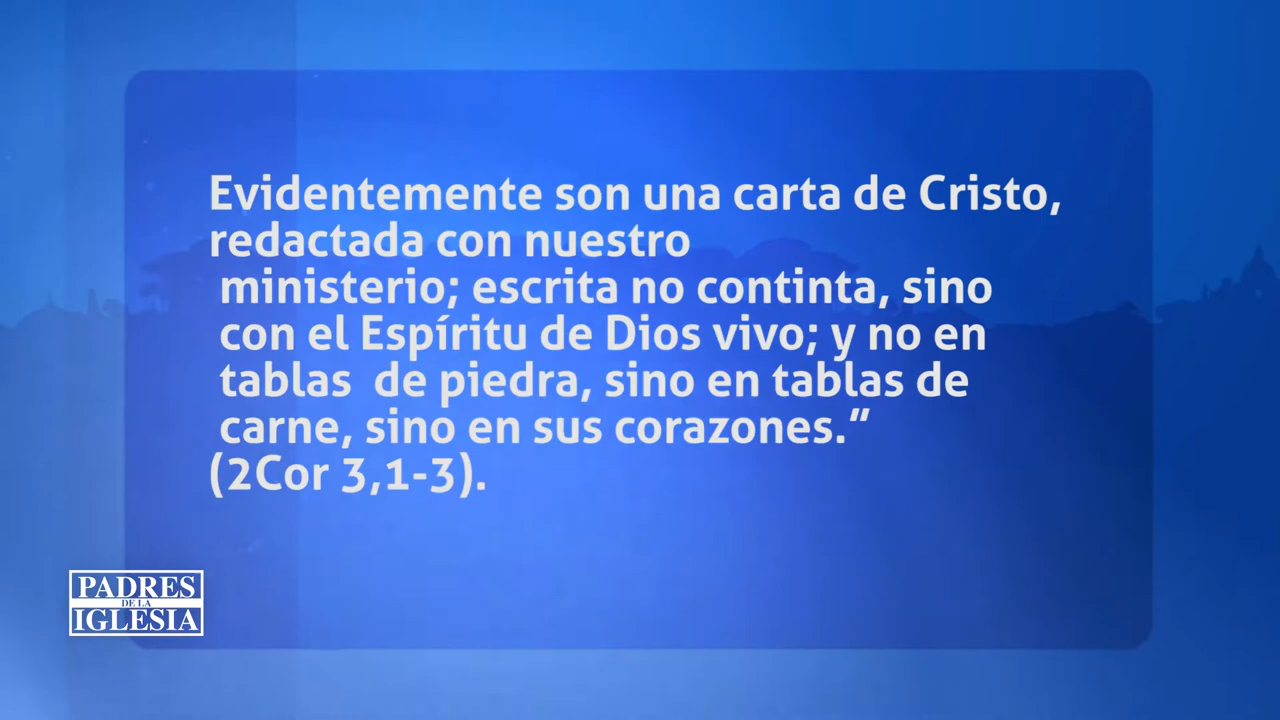 Evidentemente son una carta de Cristo,
redactada con nuestro
ministerio; escrita no continta, sino
con el Espíritu de Dios vivo; y no en
tablas  de piedra, sino en tablas de
carne, sino en sus corazones.”
(2Cor 3,1-3).
PADRES
DE LA
IGLESIA